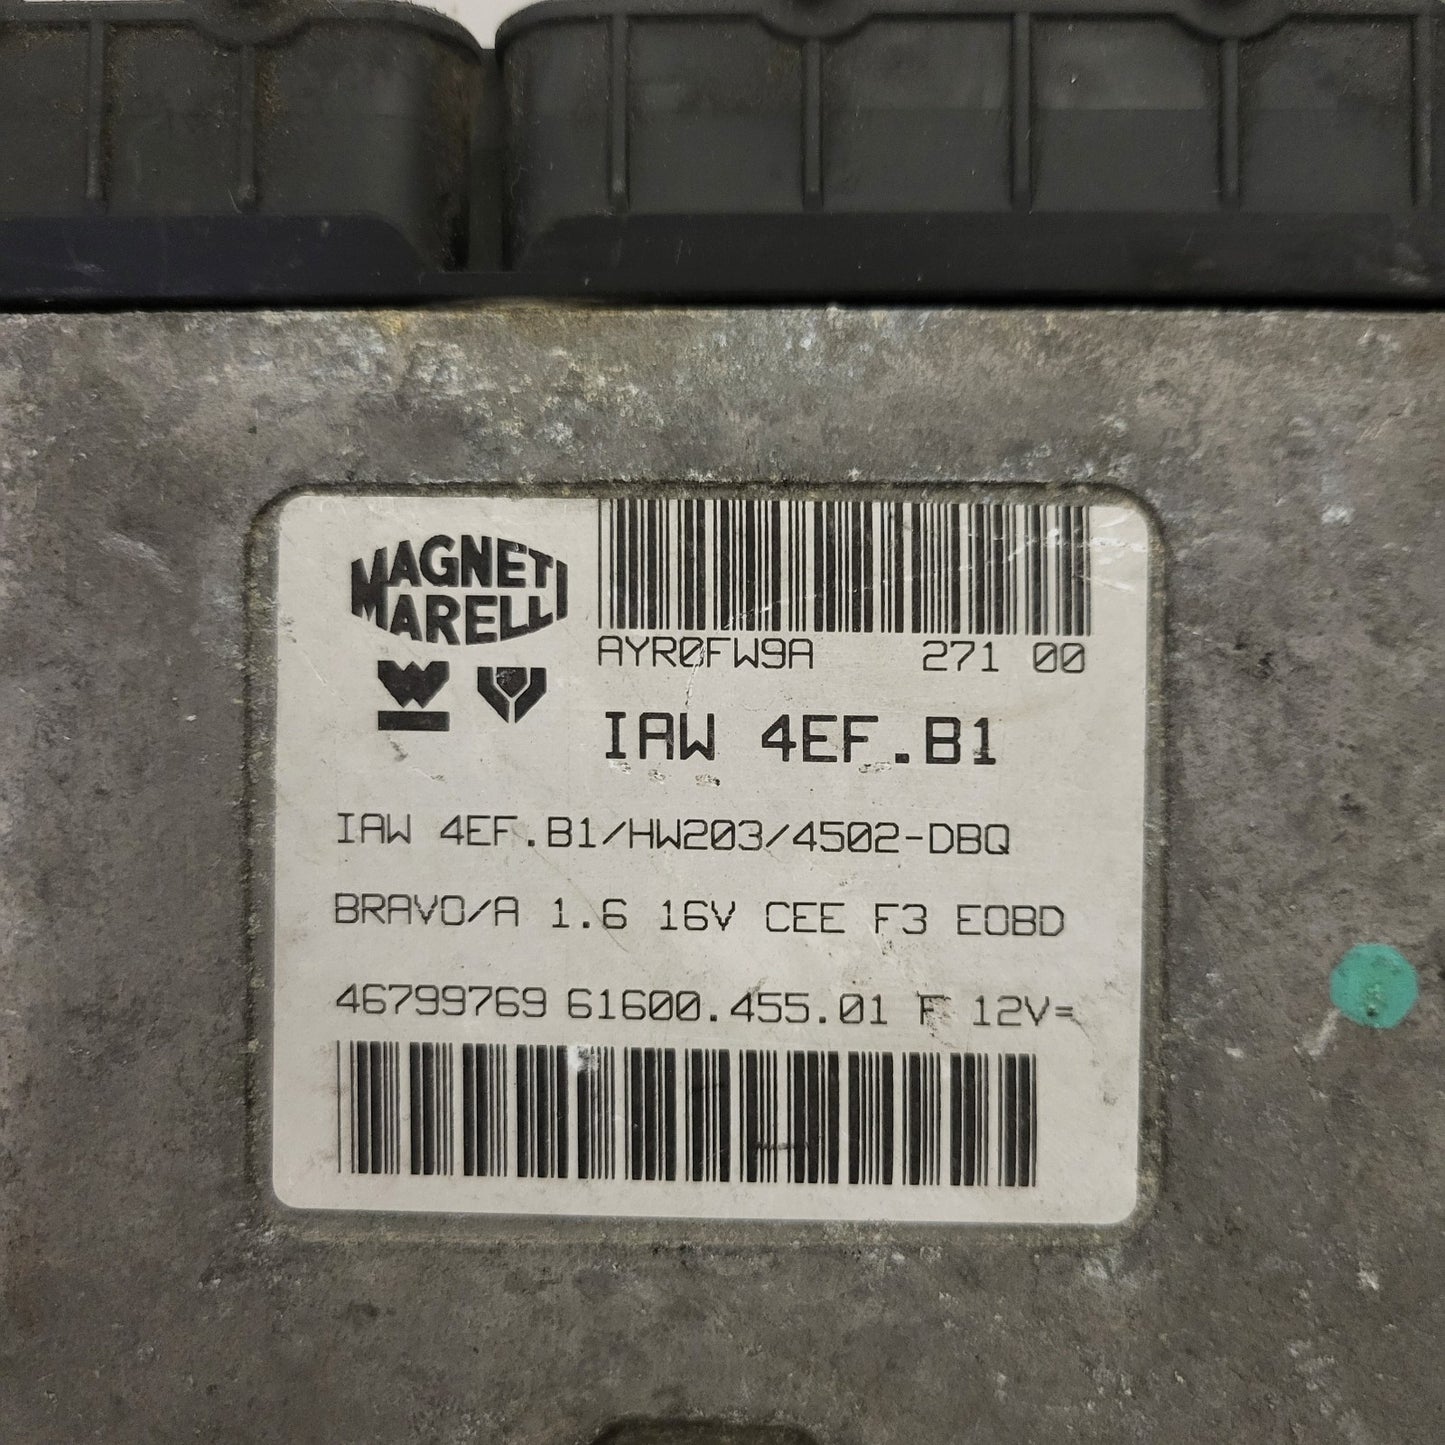 MAGNETI
MARELLI
AYR0FW9A 271 00
IAW 4EF.B1
IAW 4EF.B1/HW203/4502-DBQ
BRAVO/A 1.6 16V CEE F3 EOBD
46799769 61600.455.01 F 12V=